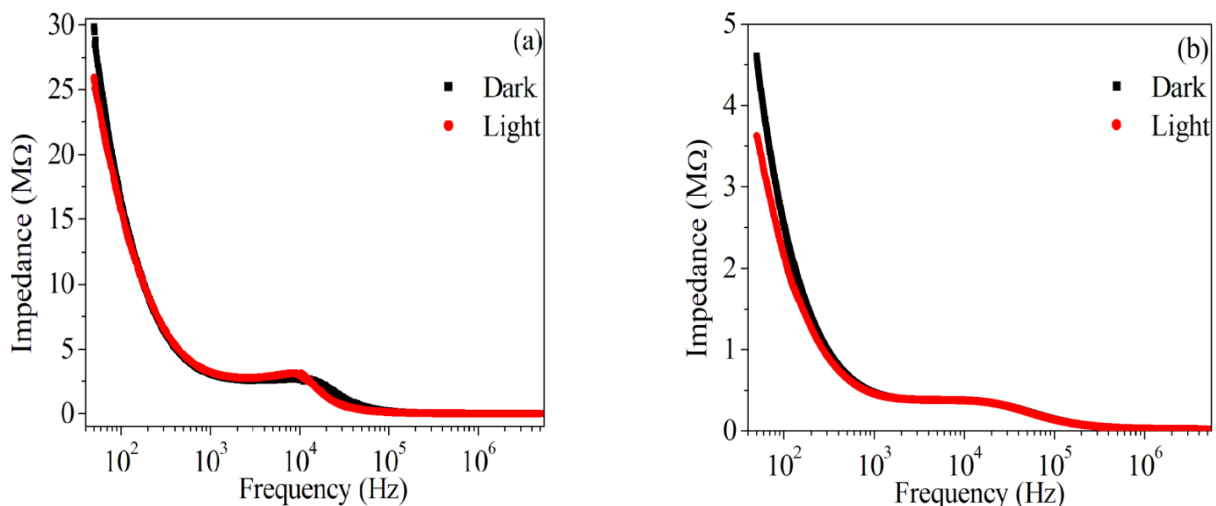 (a)
Dark
Light
30
25
20
15
10
5
0
Impedance (MΩ)
10²
10³
10⁴
10⁵
10⁶
Frequency (Hz)
(b)
Dark
Light
5
4
3
2
1
0
Impedance (MΩ)
10²
10³
10⁴
10⁵
10⁶
Frequency (Hz)